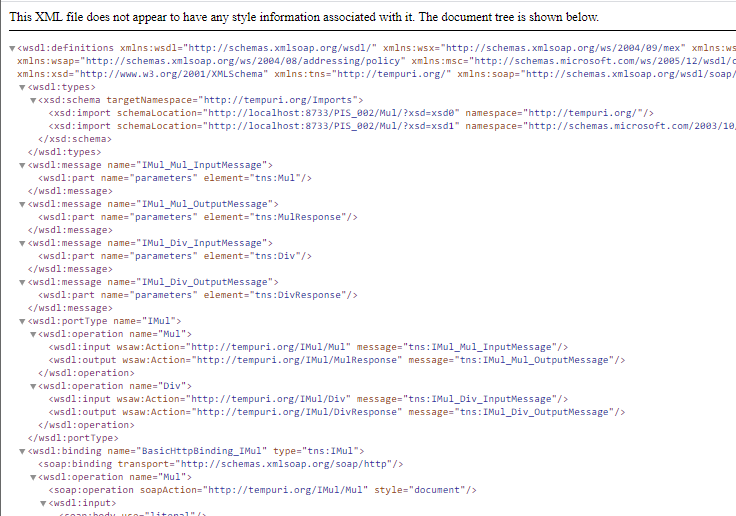 This XML file does not appear to have any style information associated with it. The document tree is shown below.
▼<wsdl:definitions xmlns:wsdl="http://schemas.xmlsoap.org/wsdl/" xmlns:wsx="http://schemas.xmlsoap.org/ws/2004/09/mex" xmlns:ws
xmlns:wsap="http://schemas.xmlsoap.org/ws/2004/08/addressing/policy" xmlns:msc="http://schemas.microsoft.com/ws/2005/12/wsdl/c
xmlns:xsd="http://www.w3.org/2001/XMLSchema" xmlns:tns="http://tempuri.org/" xmlns:soap="http://schemas.xmlsoap.org/wsdl/soap/
▼<wsdl:types>
▼<xsd:schema targetNamespace="http://tempuri.org/Imports">
<xsd:import schemaLocation="http://localhost:8733/PIS_002/Mul/?xsd=xsd0" namespace="http://tempuri.org/"/>
<xsd:import schemaLocation="http://localhost:8733/PIS_002/Mul/?xsd=xsd1" namespace="http://schemas.microsoft.com/2003/10/
</xsd:schema>
</wsdl:types>
▼<wsdl:message name="IMul_Mul_InputMessage">
<wsdl:part name="parameters" element="tns:Mul"/>
</wsdl:message>
▼<wsdl:message name="IMul_Mul_OutputMessage">
<wsdl:part name="parameters" element="tns:MulResponse"/>
</wsdl:message>
▼<wsdl:message name="IMul_Div_InputMessage">
<wsdl:part name="parameters" element="tns:Div"/>
</wsdl:message>
▼<wsdl:message name="IMul_Div_OutputMessage">
<wsdl:part name="parameters" element="tns:DivResponse"/>
</wsdl:message>
▼<wsdl:portType name="IMul">
▼<wsdl:operation name="Mul">
<wsdl:input wsaw:Action="http://tempuri.org/IMul/Mul" message="tns:IMul_Mul_InputMessage"/>
<wsdl:output wsaw:Action="http://tempuri.org/IMul/MulResponse" message="tns:IMul_Mul_OutputMessage"/>
</wsdl:operation>
▼<wsdl:operation name="Div">
<wsdl:input wsaw:Action="http://tempuri.org/IMul/Div" message="tns:IMul_Div_InputMessage"/>
<wsdl:output wsaw:Action="http://tempuri.org/IMul/DivResponse" message="tns:IMul_Div_OutputMessage"/>
</wsdl:operation>
</wsdl:portType>
▼<wsdl:binding name="BasicHttpBinding_IMul" type="tns:IMul">
<soap:binding transport="http://schemas.xmlsoap.org/soap/http"/>
▼<wsdl:operation name="Mul">
<soap:operation soapAction="http://tempuri.org/IMul/Mul" style="document"/>
▼<wsdl:input>
<soap:body use="literal"/>